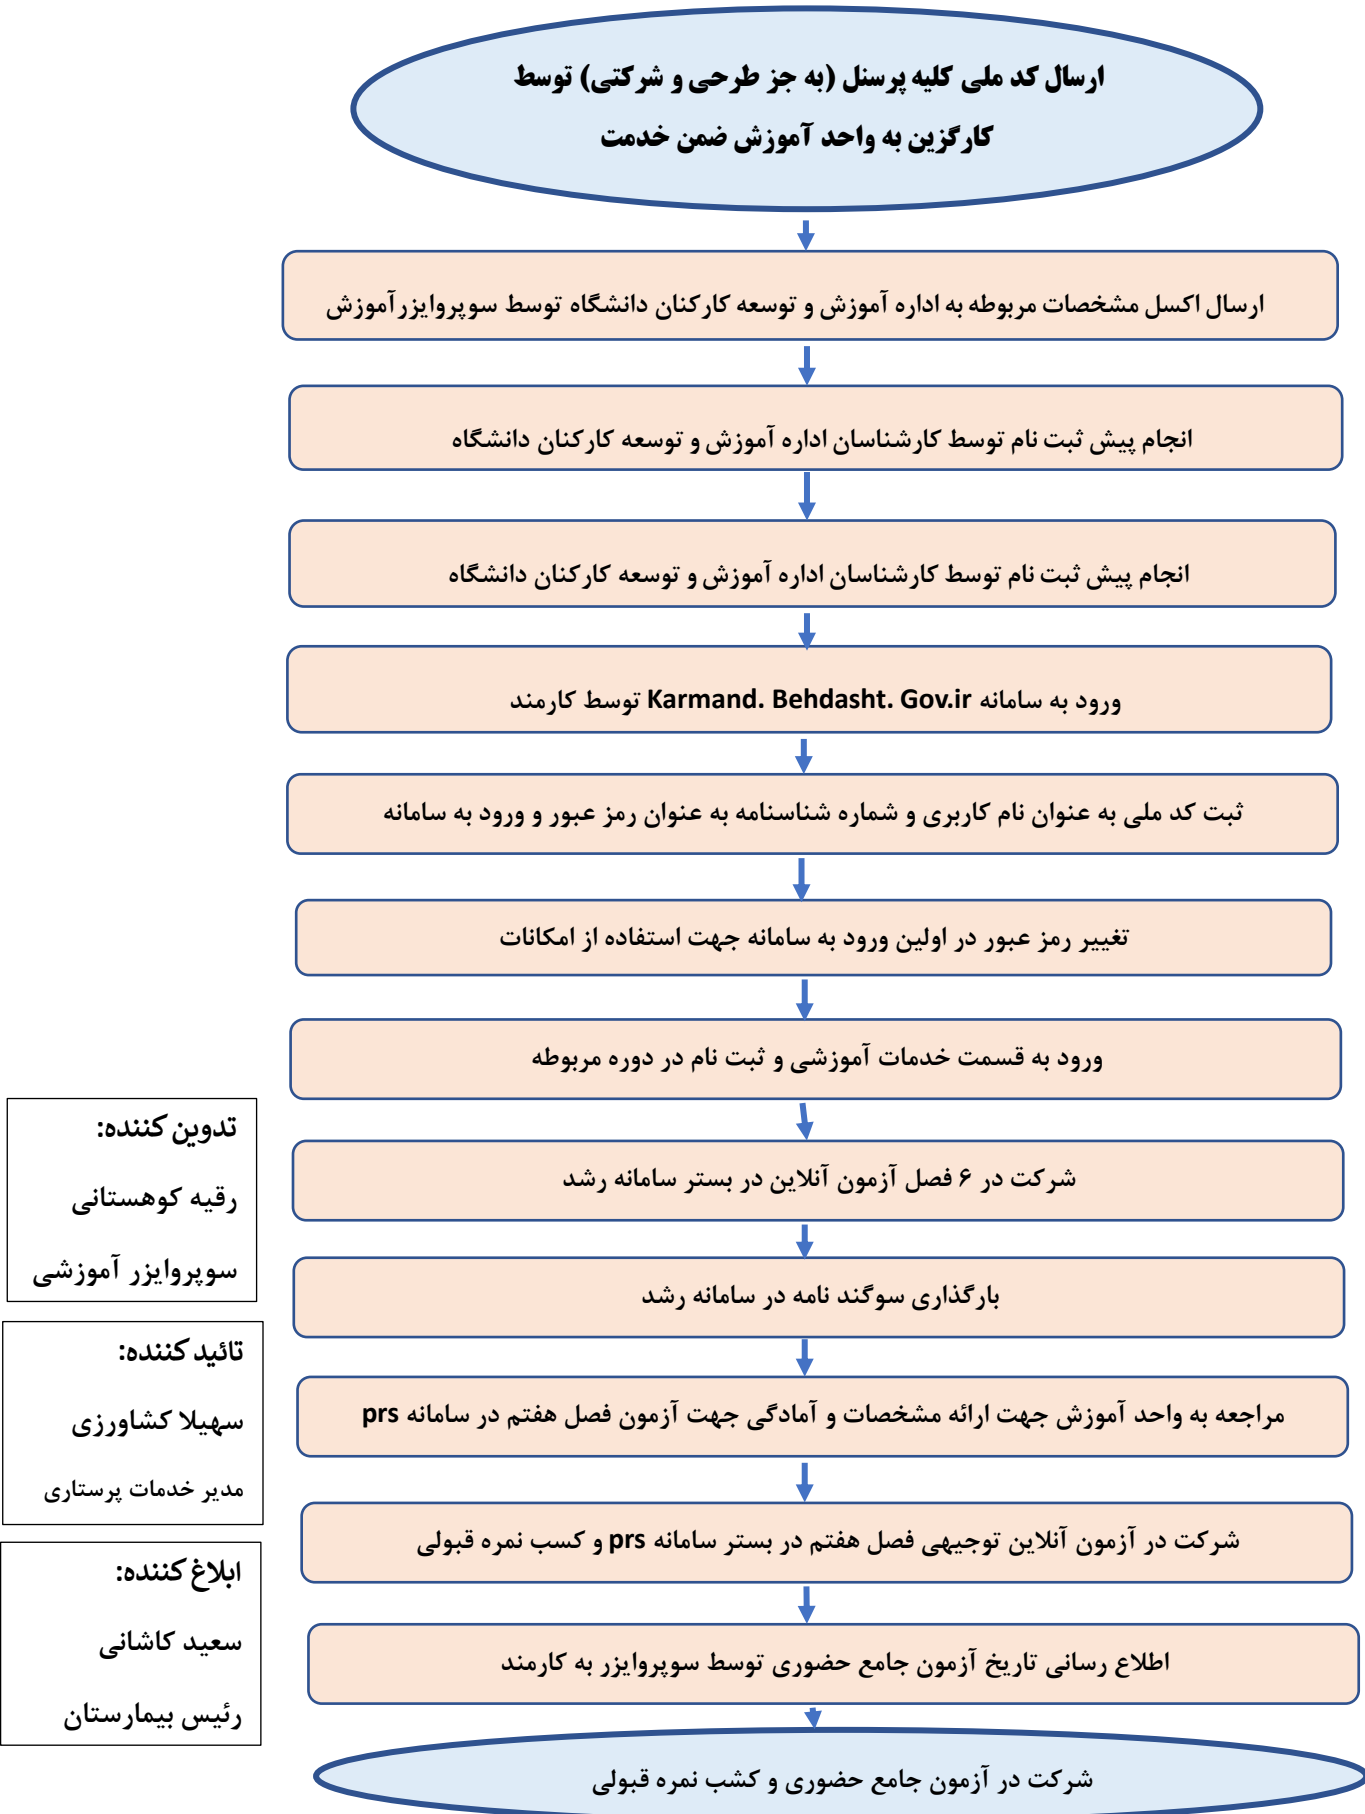 ارسال کد ملی کلیه پرسنل (به جز طرحی و شرکتی) توسط
کارگزین به واحد آموزش ضمن خدمت
ارسال اکسل مشخصات مربوطه به اداره آموزش و توسعه کارکنان دانشگاه توسط سوپروایزر آموزش
انجام پیش ثبت نام توسط کارشناسان اداره آموزش و توسعه کارکنان دانشگاه
انجام پیش ثبت نام توسط کارشناسان اداره آموزش و توسعه کارکنان دانشگاه
ورود به سامانه Karmand. Behdasht. Gov.ir توسط کارمند
ثبت کد ملی به عنوان نام کاربری و شماره شناسنامه به عنوان رمز عبور و ورود به سامانه
تغییر رمز عبور در اولین ورود به سامانه جهت استفاده از امکانات
ورود به قسمت خدمات آموزشی و ثبت نام در دوره مربوطه
شرکت در ۶ فصل آزمون آنلاین در بستر سامانه رشد
بارگذاری سوگند نامه در سامانه رشد
مراجعه به واحد آموزش جهت ارائه مشخصات و آمادگی جهت آزمون فصل هفتم در سامانه prs
شرکت در آزمون آنلاین توجیهی فصل هفتم در بستر سامانه prs و کسب نمره قبولی
اطلاع رسانی تاریخ آزمون جامع حضوری توسط سوپروایزر به کارمند
شرکت در آزمون جامع حضوری و کشب نمره قبولی
تدوین کننده:
رقیه کوهستانی
سوپروایزر آموزشی
تائید کننده:
سهیلا کشاورزی
مدیر خدمات پرستاری
ابلاغ کننده:
سعید کاشانی
رئیس بیمارستان